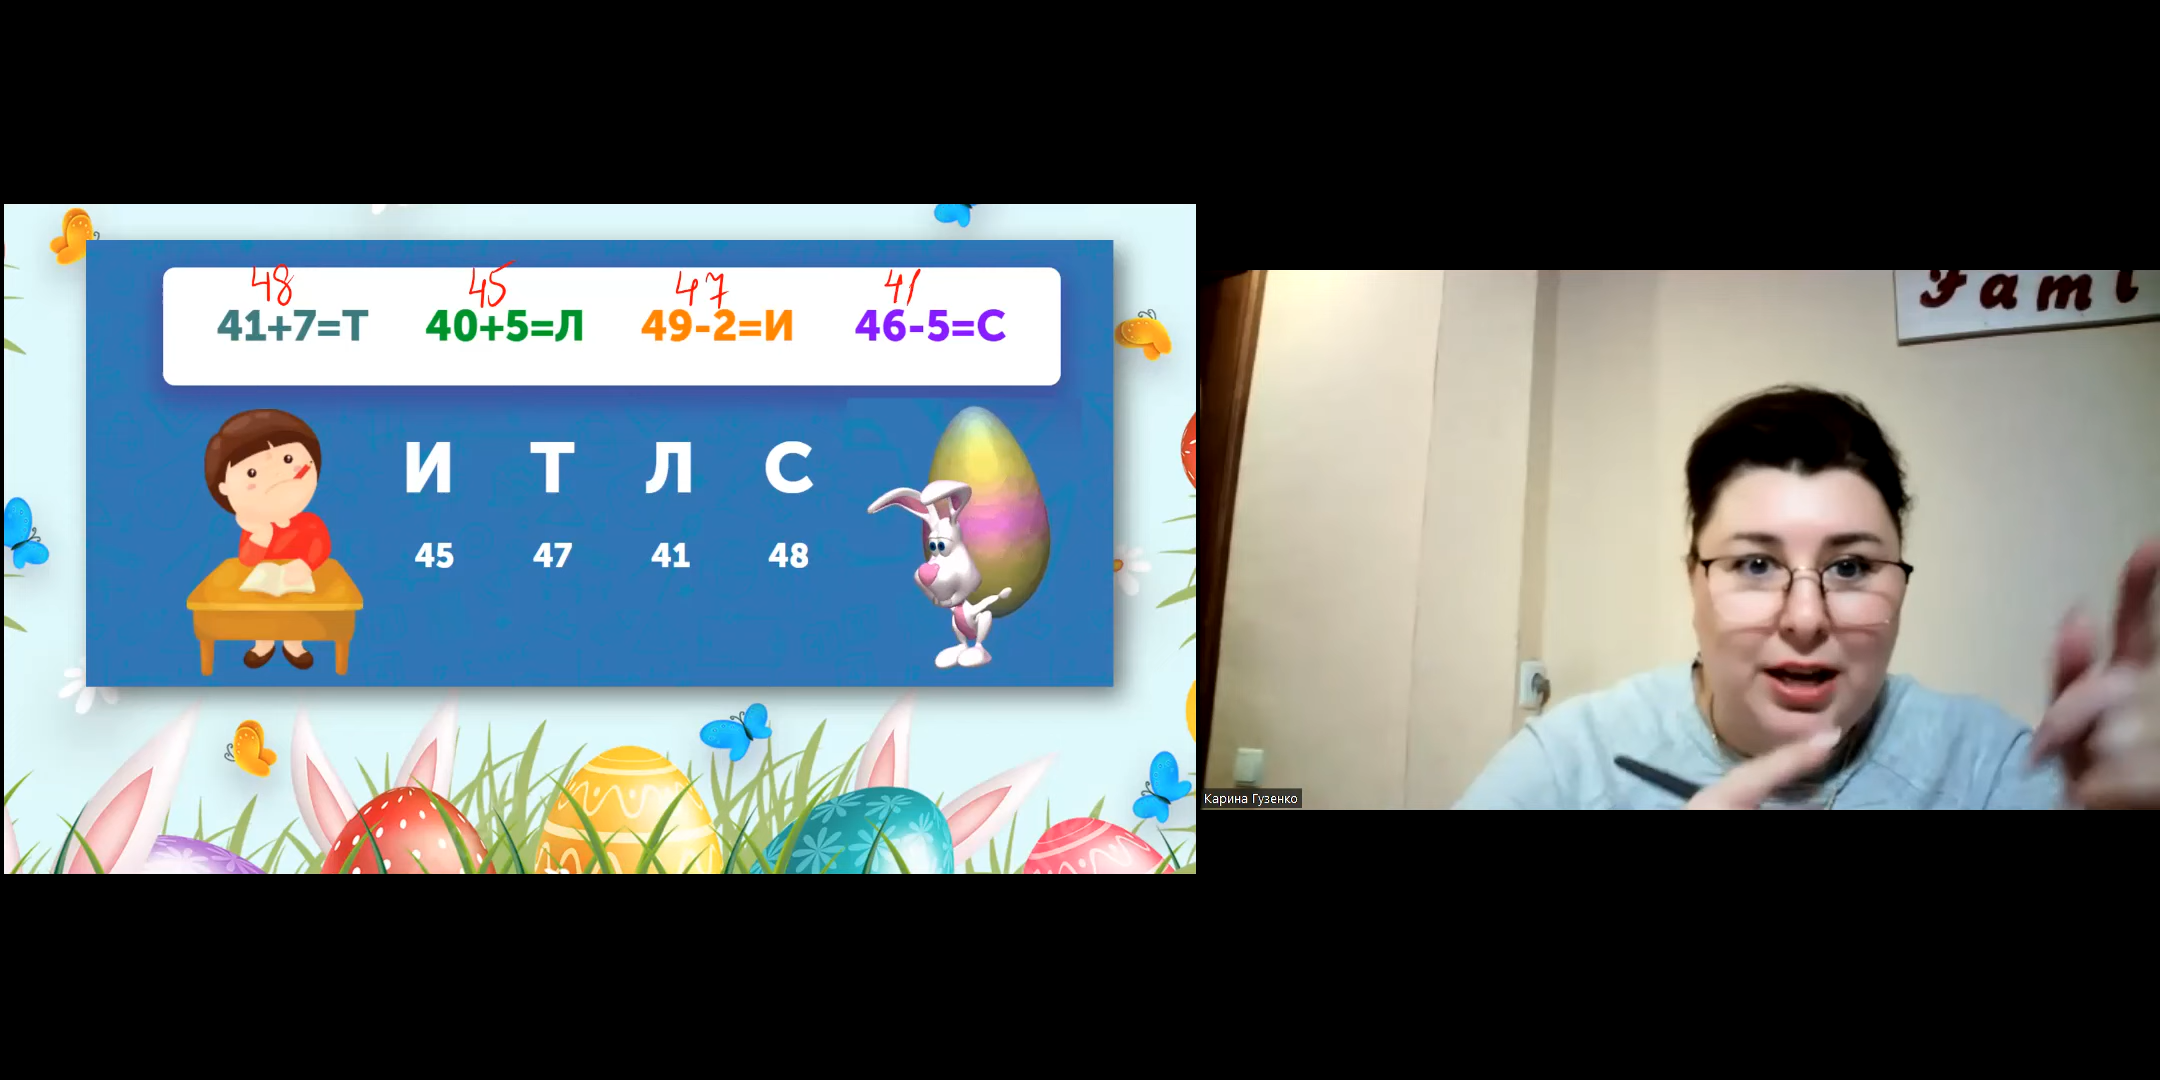 48 45 47 41
41+7=Т 40+5=Л 49-2=И 46-5=С
И Т Л С
45 47 41 48
Fami
Карина Гузенко